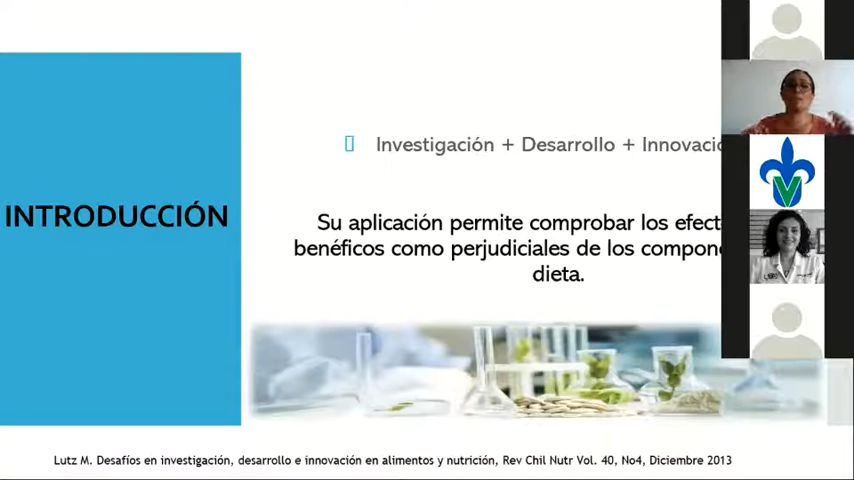 Investigación + Desarrollo + Innovació
INTRODUCCIÓN
Su aplicación permite comprobar los efect
benéficos como perjudiciales de los compone
dieta.
Lutz M. Desafíos en investigación, desarrollo e innovación en alimentos y nutrición, Rev Chil Nutr Vol. 40, No4, Diciembre 2013